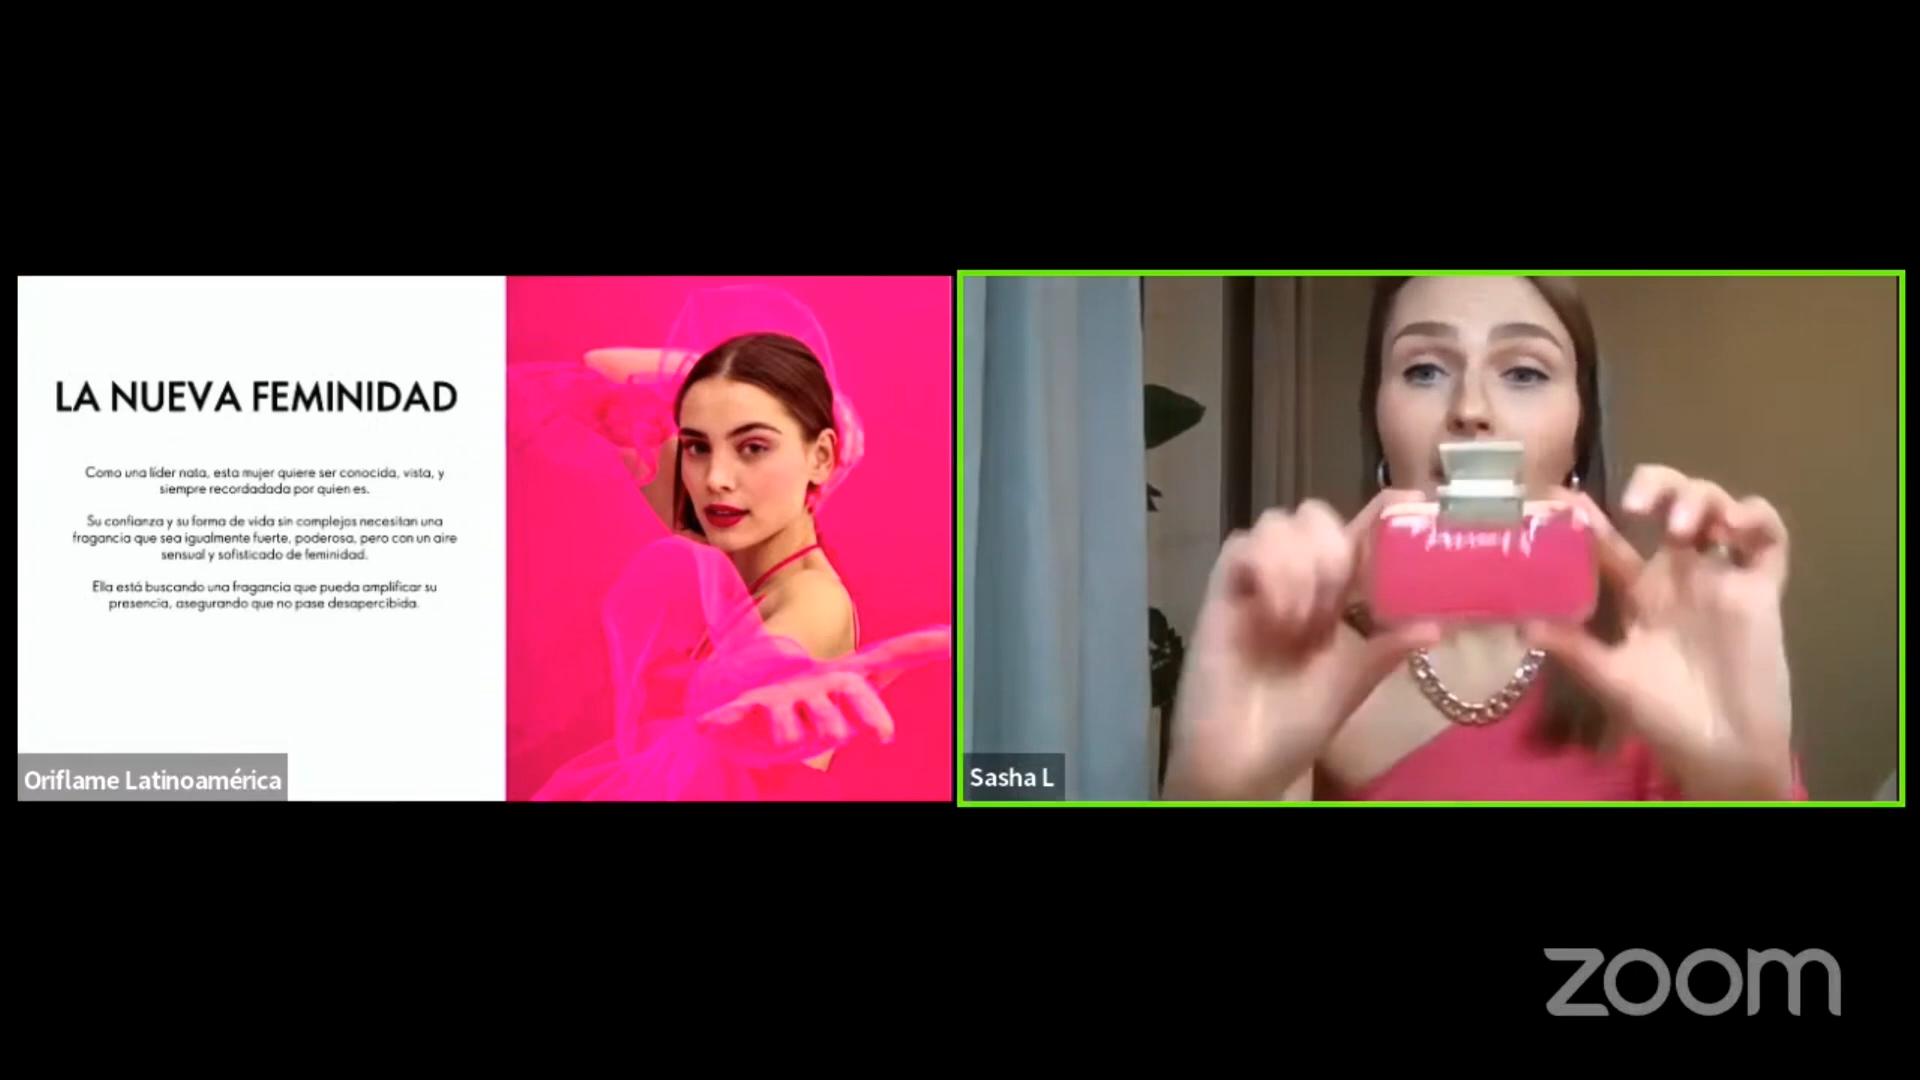 LA NUEVA FEMINIDAD
Como una líder nata, esta mujer quiere ser conocida, vista, y
siempre recordadada por quien es.
Su confianza y su forma de vida sin complejos necesitan una
fragancia que sea igualmente fuerte, poderosa, pero con un aire
sensual y sofisticado de feminidad.
Ella está buscando una fragancia que pueda amplificar su
presencia, asegurando que no pase desapercibida.
Oriflame Latinoamérica
Sasha L
zoom